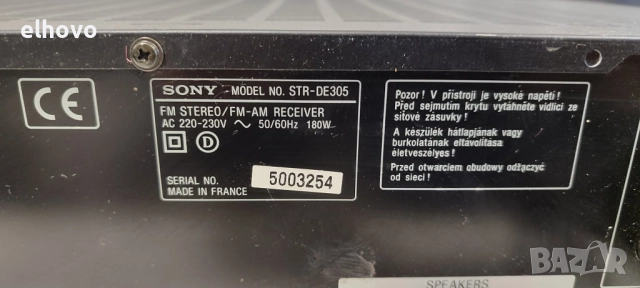 elhovo
CE
SONY MODEL NO. STR-DE305
FM STEREO/FM-AM RECEIVER
AC 220-230V ～ 50/60Hz 180W
D
SERIAL NO. 5003254
MADE IN FRANCE
Pozor! V přístroji je vysoké napětí!
Před sejmutím krytu vytáhněte vidlici ze
síťové zásuvky!
A készülék hátlapjának vagy
burkolatának eltávolítása
életveszélyes!
Przed otwarciem obudowy odłączyć
od sieci!
SPEAKERS
BAZAR